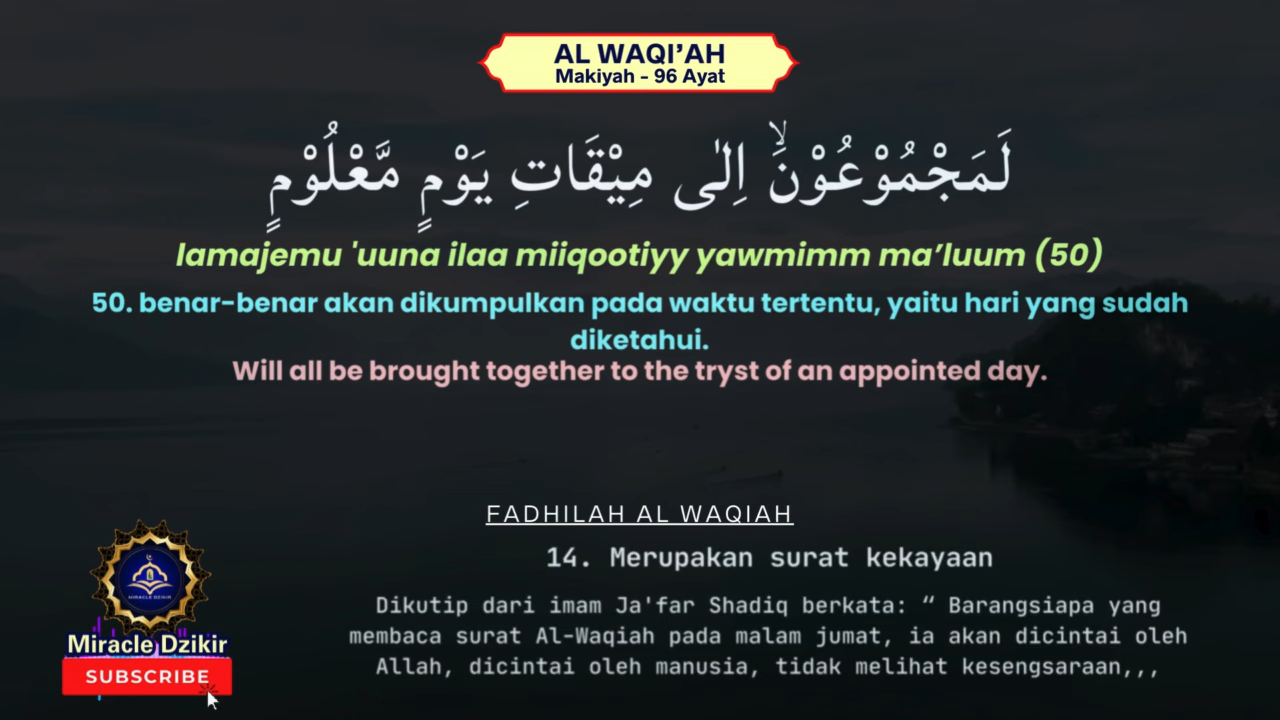 AL WAQI’AH
Makiyah - 96 Ayat
لَمَجْمُوْعُوْنَۙ اِلٰى مِيْقَاتِ يَوْمٍ مَّعْلُوْمٍ
lamajemu 'uuna ilaa miiqootiyy yawmimm ma’luum (50)
50. benar-benar akan dikumpulkan pada waktu tertentu, yaitu hari yang sudah
diketahui.
Will all be brought together to the tryst of an appointed day.
FADHILAH AL WAQIAH
14. Merupakan surat kekayaan
Dikutip dari imam Ja'far Shadiq berkata: “ Barangsiapa yang
membaca surat Al-Waqiah pada malam jumat, ia akan dicintai oleh
Allah, dicintai oleh manusia, tidak melihat kesengsaraan,,,
MIRACLE DZIKIR
Miracle Dzikir
SUBSCRIBE